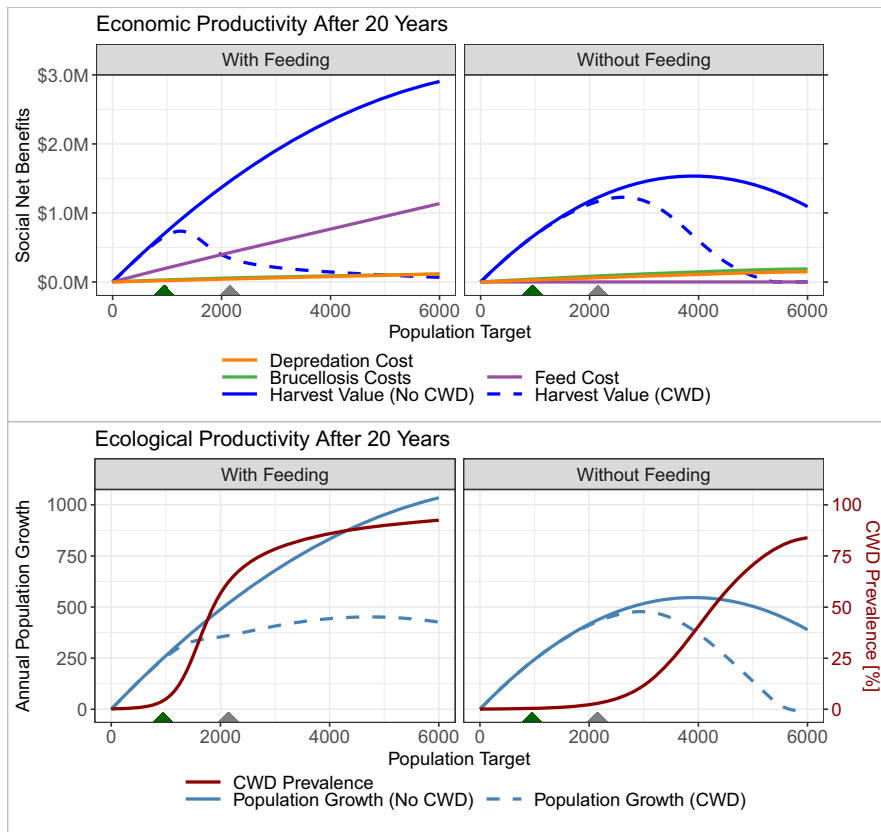 Economic Productivity After 20 Years
With Feeding
Without Feeding
Social Net Benefits
$3.0M
$2.0M
$1.0M
$0.0M
0
2000
4000
6000
0
2000
4000
6000
Population Target
Depredation Cost
Brucellosis Costs
Feed Cost
Harvest Value (No CWD)
Harvest Value (CWD)
Ecological Productivity After 20 Years
With Feeding
Without Feeding
Annual Population Growth
1000
750
500
250
0
100
75
50
25
0
CWD Prevalence [%]
0
2000
4000
6000
0
2000
4000
6000
Population Target
CWD Prevalence
Population Growth (No CWD)
Population Growth (CWD)